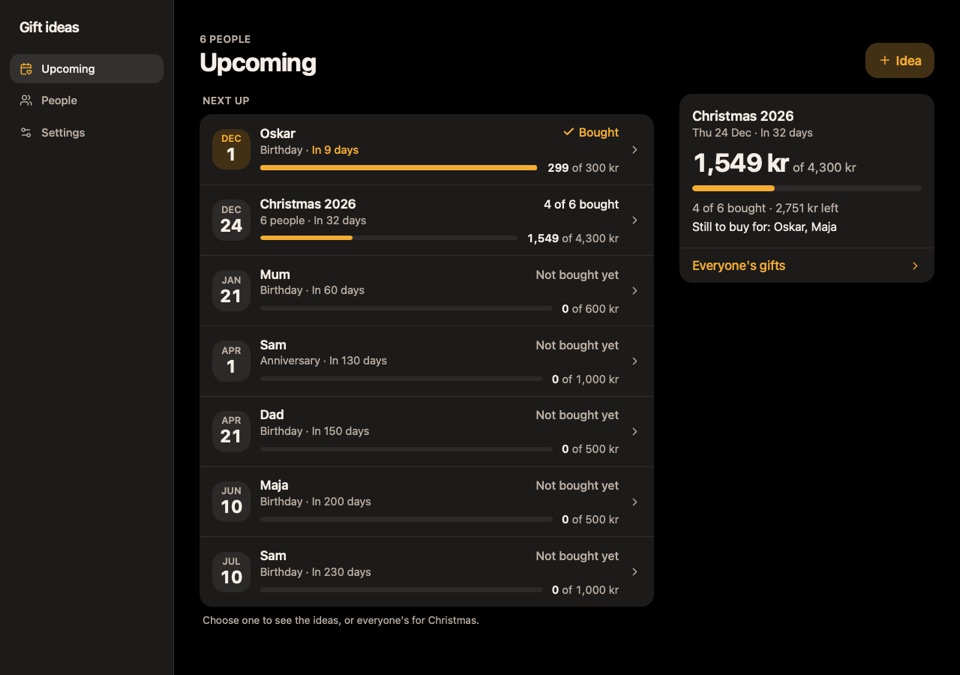 Gift ideas
Upcoming
People
Settings
6 PEOPLE
Upcoming
+ Idea
NEXT UP
DEC
1
Oskar
Birthday · In 9 days
Bought
299 of 300 kr
DEC
24
Christmas 2026
6 people · In 32 days
4 of 6 bought
1,549 of 4,300 kr
JAN
21
Mum
Birthday · In 60 days
Not bought yet
0 of 600 kr
APR
1
Sam
Anniversary · In 130 days
Not bought yet
0 of 1,000 kr
APR
21
Dad
Birthday · In 150 days
Not bought yet
0 of 500 kr
JUN
10
Maja
Birthday · In 200 days
Not bought yet
0 of 500 kr
JUL
10
Sam
Birthday · In 230 days
Not bought yet
0 of 1,000 kr
Choose one to see the ideas, or everyone's for Christmas.
Christmas 2026
Thu 24 Dec · In 32 days
1,549 kr of 4,300 kr
4 of 6 bought · 2,751 kr left
Still to buy for: Oskar, Maja
Everyone's gifts